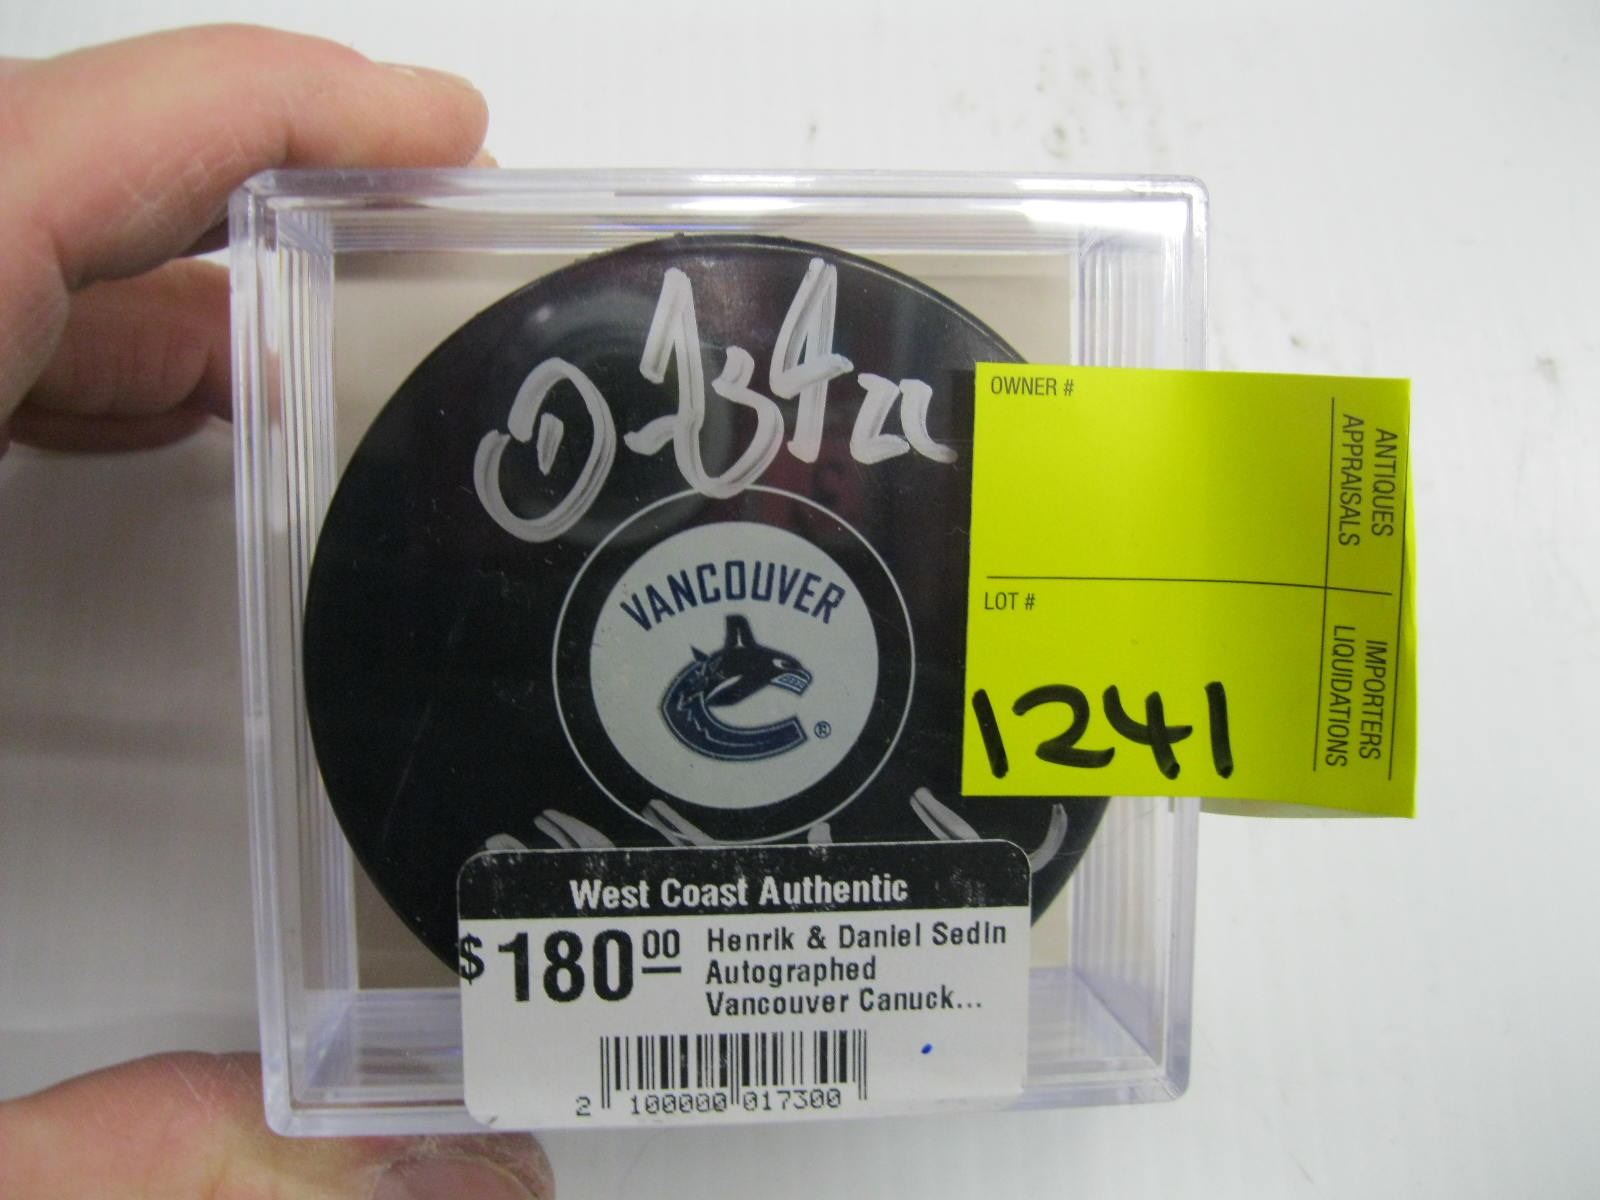 22
VANCOUVER
®
OWNER #
ANTIQUES
APPRAISALS
LOT #
1241
IMPORTERS
LIQUIDATIONS
West Coast Authentic
$180.00
Henrik & Daniel Sedin
Autographed
Vancouver Canuck...
2 100000 017300